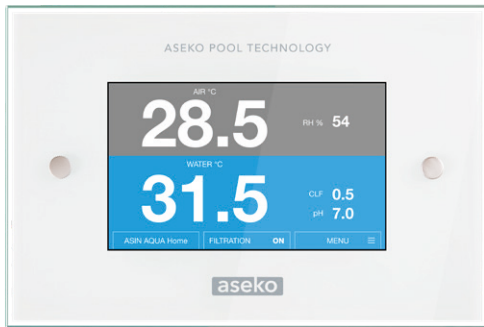 ASEKO POOL TECHNOLOGY
AIR °C
28.5
RH % 54
WATER °C
31.5
CLF 0.5
pH 7.0
ASIN AQUA Home FILTRATION ON MENU
aseko